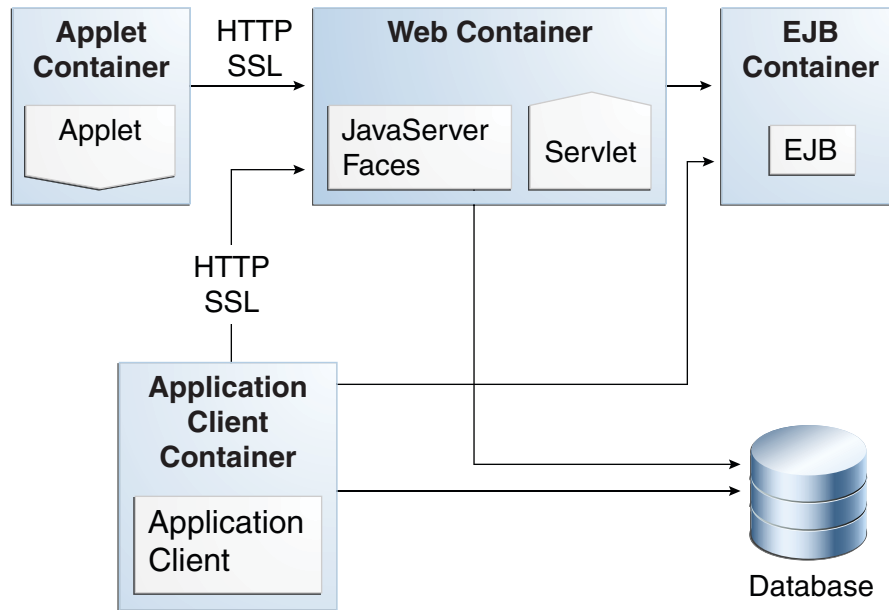 Applet
Container
Applet
HTTP
SSL
Web Container
JavaServer
Faces
Servlet
EJB
Container
EJB
HTTP
SSL
Application
Client
Container
Application
Client
Database